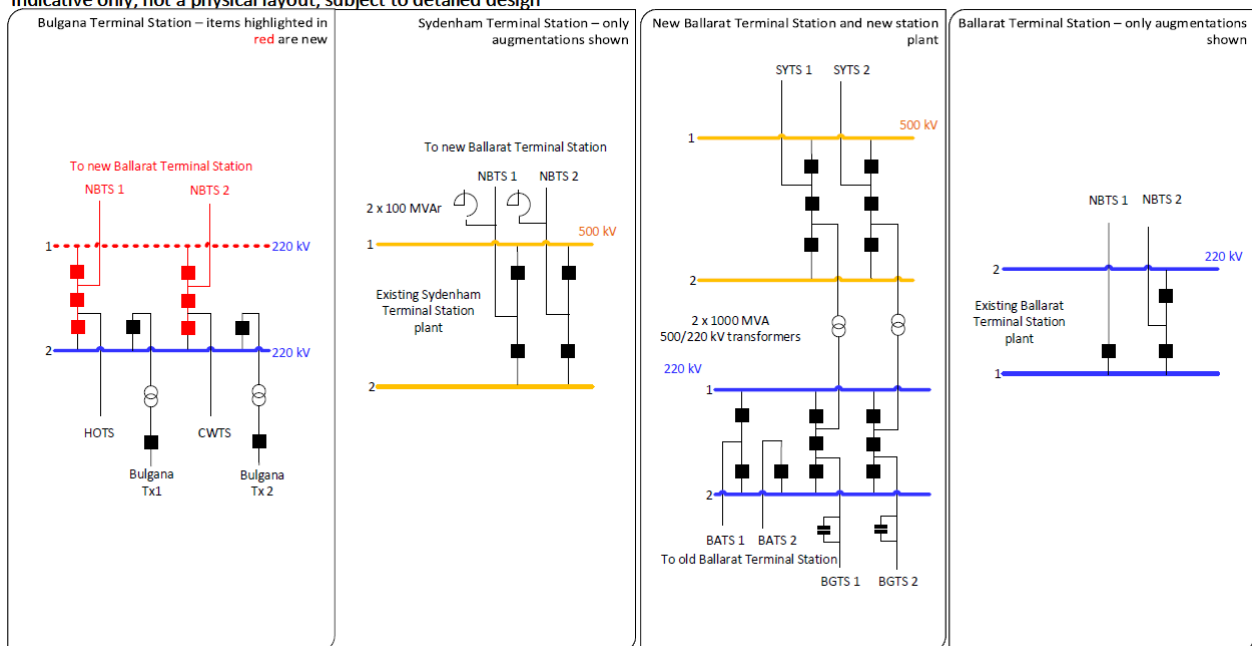 indicative only, not a physical layout, subject to detailed design
Bulgana Terminal Station – items highlighted in
red are new
To new Ballarat Terminal Station
NBTS 1
NBTS 2
1
220 kV
2
220 kV
HOTS
CWTS
Bulgana
Tx1
Bulgana
Tx 2
Sydenham Terminal Station – only
augmentations shown
To new Ballarat Terminal Station
NBTS 1
NBTS 2
2 x 100 MVAr
500 kV
1
Existing Sydenham
Terminal Station
plant
2
New Ballarat Terminal Station and new station
plant
SYTS 1
SYTS 2
500 kV
1
2
2 x 1000 MVA
500/220 kV transformers
220 kV
1
2
BATS 1
BATS 2
To old Ballarat Terminal Station
BGTS 1
BGTS 2
Ballarat Terminal Station – only augmentations
shown
NBTS 1
NBTS 2
220 kV
2
Existing Ballarat
Terminal Station
plant
1